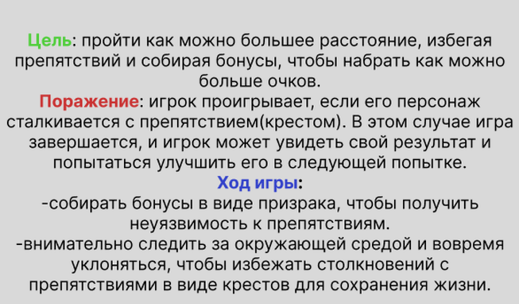 Цель: пройти как можно большее расстояние, избегая
препятствий и собирая бонусы, чтобы набрать как можно
больше очков.
Поражение: игрок проигрывает, если его персонаж
сталкивается с препятствием(крестом). В этом случае игра
завершается, и игрок может увидеть свой результат и
попытаться улучшить его в следующей попытке.
Ход игры:
-собирать бонусы в виде призрака, чтобы получить
неуязвимость к препятствиям.
-внимательно следить за окружающей средой и вовремя
уклоняться, чтобы избежать столкновений с
препятствиями в виде крестов для сохранения жизни.